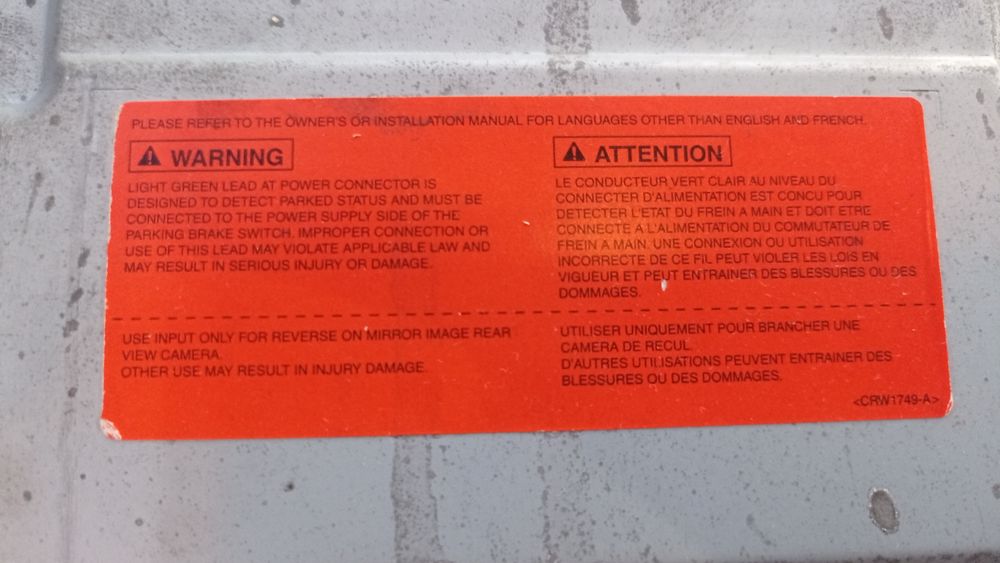 PLEASE REFER TO THE OWNER'S OR INSTALLATION MANUAL FOR LANGUAGES OTHER THAN ENGLISH AND FRENCH.
WARNING
LIGHT GREEN LEAD AT POWER CONNECTOR IS
DESIGNED TO DETECT PARKED STATUS AND MUST BE
CONNECTED TO THE POWER SUPPLY SIDE OF THE
PARKING BRAKE SWITCH. IMPROPER CONNECTION OR
USE OF THIS LEAD MAY VIOLATE APPLICABLE LAW AND
MAY RESULT IN SERIOUS INJURY OR DAMAGE.
ATTENTION
LE CONDUCTEUR VERT CLAIR AU NIVEAU DU
CONNECTER D'ALIMENTATION EST CONCU POUR
DETECTER L'ETAT DU FREIN A MAIN ET DOIT ETRE
CONNECTE A L'ALIMENTATION DU COMMUTATEUR DE
FREIN A MAIN. UNE CONNEXION OU UTILISATION
INCORRECTE DE CE FIL PEUT VIOLER LES LOIS EN
VIGUEUR ET PEUT ENTRAINER DES BLESSURES OU DES
DOMMAGES.
USE INPUT ONLY FOR REVERSE ON MIRROR IMAGE REAR
VIEW CAMERA.
OTHER USE MAY RESULT IN INJURY DAMAGE.
UTILISER UNIQUEMENT POUR BRANCHER UNE
CAMERA DE RECUL.
D'AUTRES UTILISATIONS PEUVENT ENTRAINER DES
BLESSURES OU DES DOMMAGES.
<CRW1749-A>